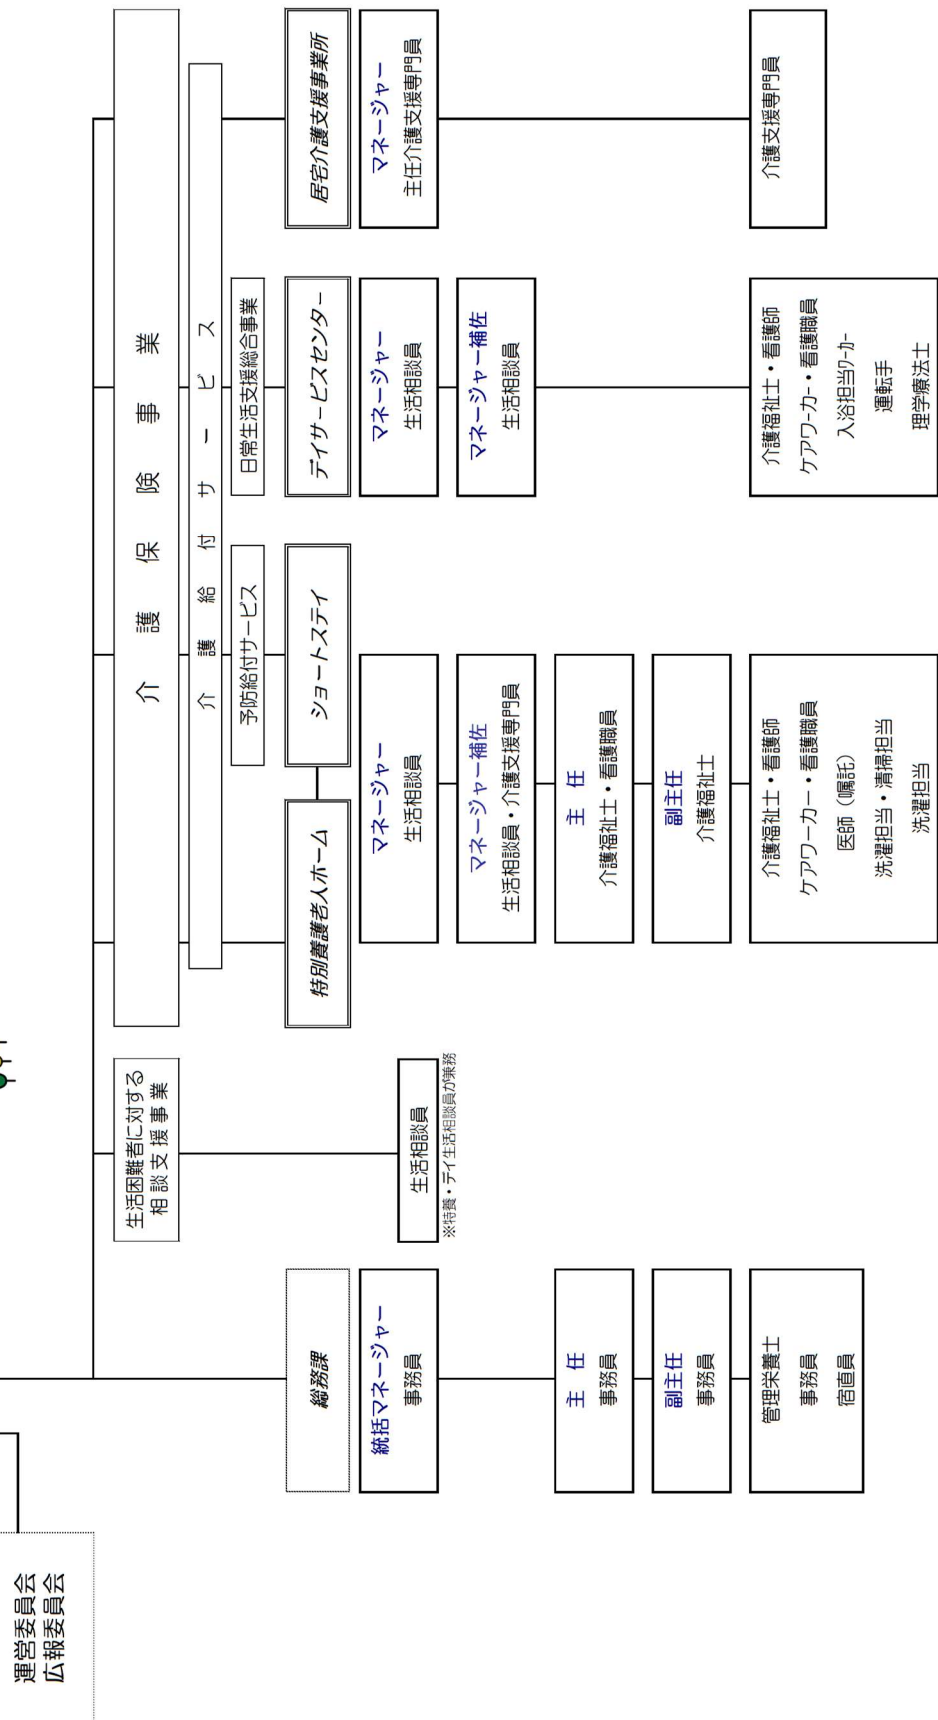 運営委員会
広報委員会
総務課
統括マネージャー
事務員
主　任
事務員
副主任
事務員
管理栄養士
事務員
宿直員
生活困難者に対する
相談支援事業
生活相談員
※特養・デイ生活相談員が兼務
介護保険事業
介護給付サービス
予防給付サービス
日常生活支援総合事業
特別養護老人ホーム
ショートステイ
マネージャー
生活相談員
マネージャー補佐
生活相談員・介護支援専門員
主　任
介護福祉士・看護職員
副主任
介護福祉士
介護福祉士・看護師
ケアワーカー・看護職員
医師（嘱託）
洗濯担当・清掃担当
洗濯担当
デイサービスセンター
マネージャー
生活相談員
マネージャー補佐
生活相談員
介護福祉士・看護師
ケアワーカー・看護職員
入浴担当ワーカー
運転手
理学療法士
居宅介護支援事業所
マネージャー
主任介護支援専門員
介護支援専門員